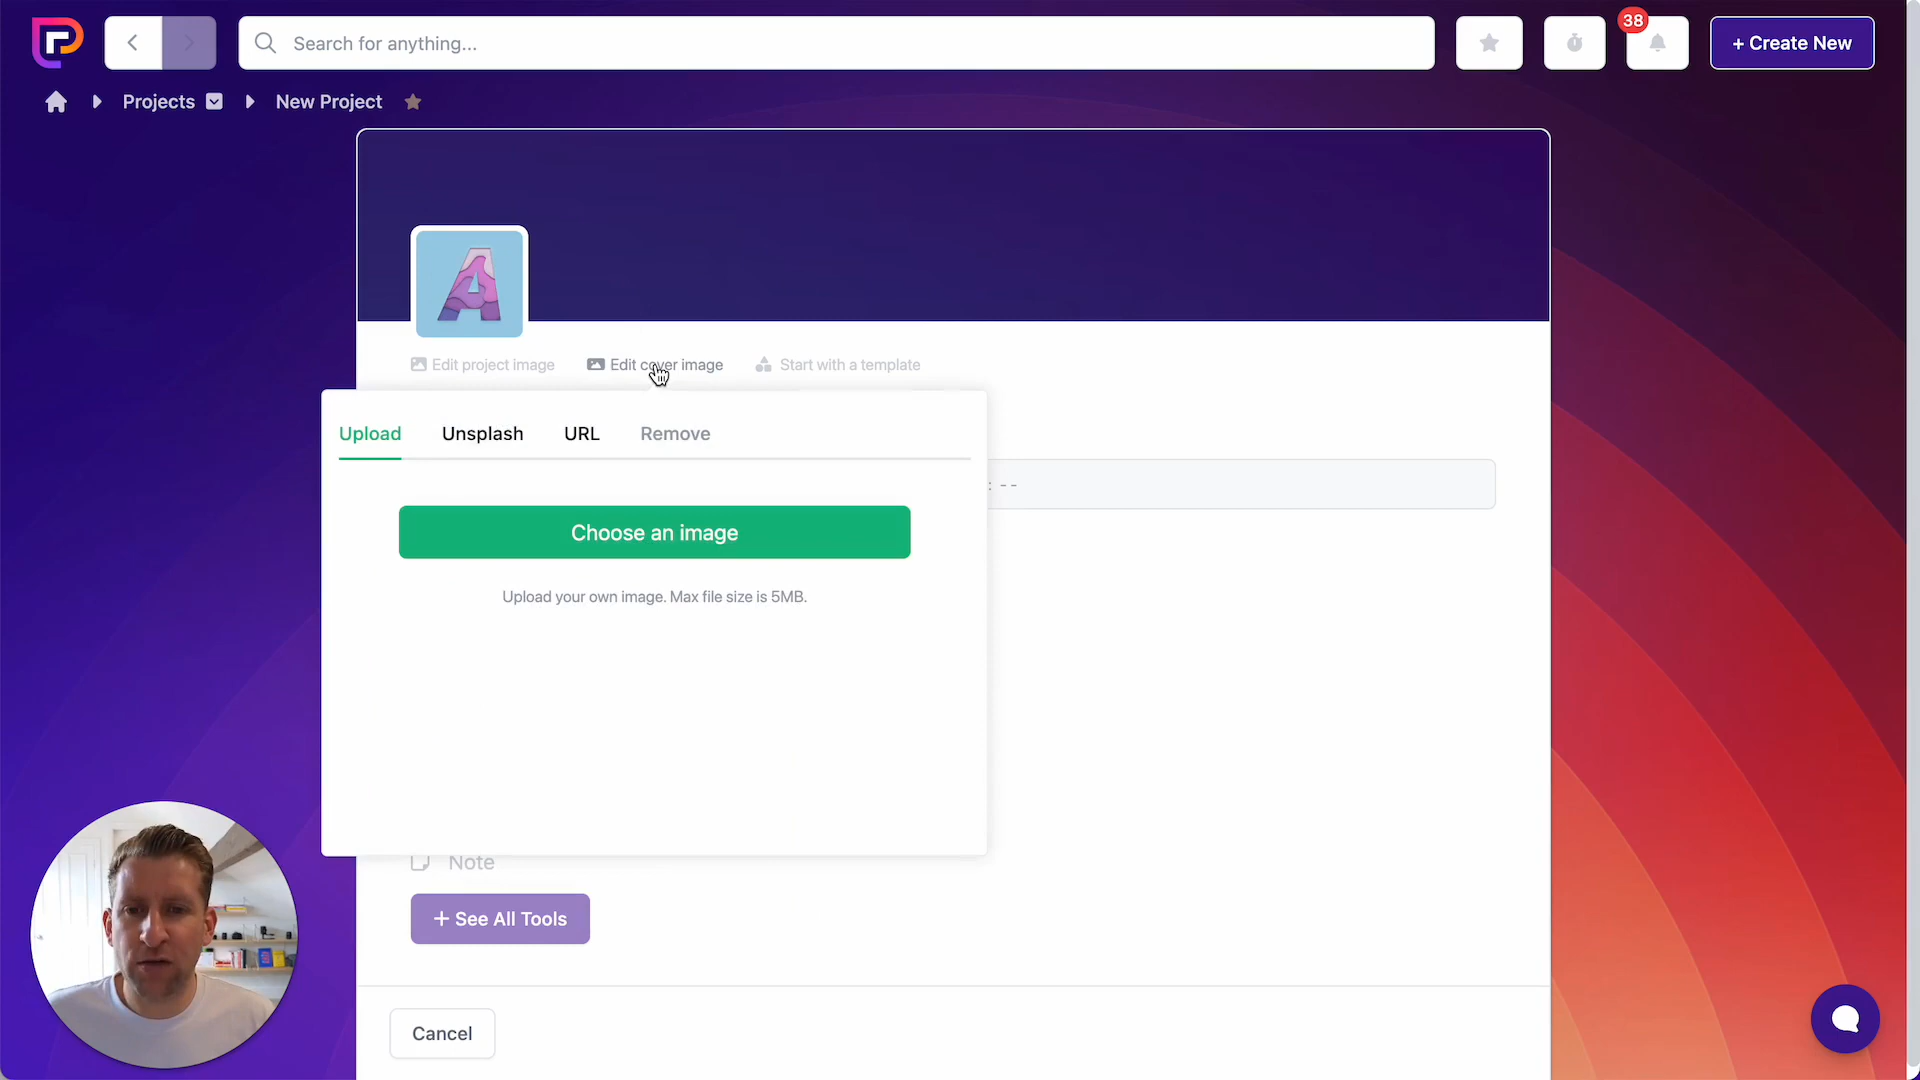 Search for anything...
38
+ Create New
Projects
New Project
A
Edit project image
Edit cover image
Start with a template
Upload
Unsplash
URL
Remove
: --
Choose an image
Upload your own image. Max file size is 5MB.
Note
+ See All Tools
Cancel